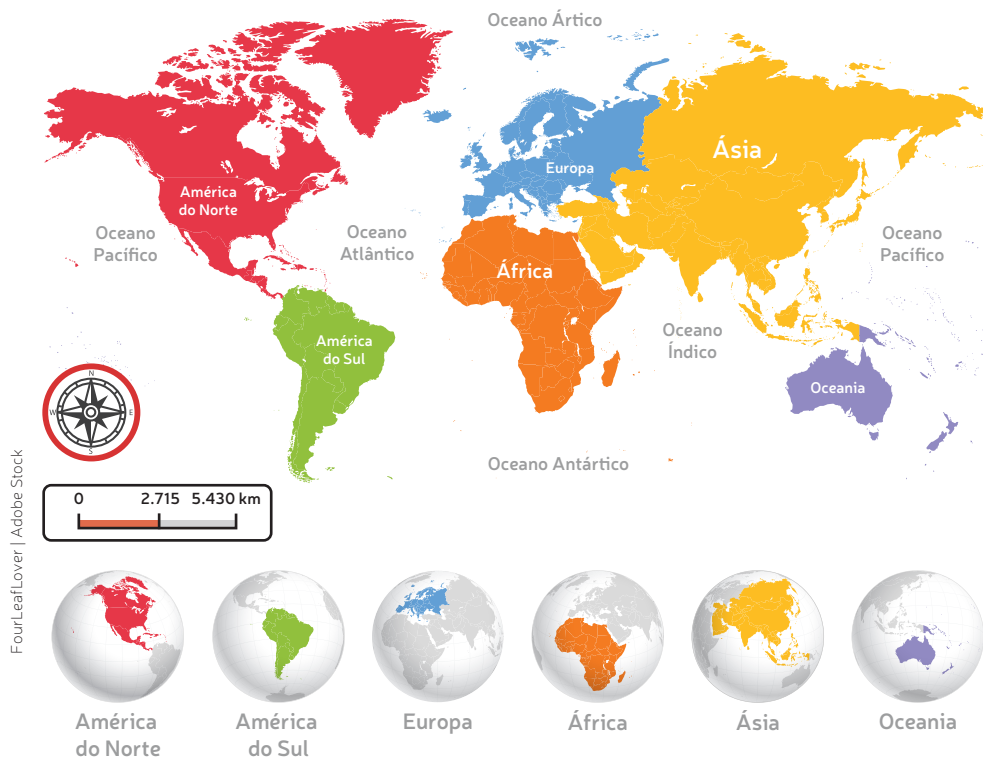 Oceano Ártico
Ásia
Europa
América
do Norte
Oceano
Pacífico
Oceano
Atlântico
Oceano
Pacífico
África
Oceano
Índico
América
do Sul
Oceania
N
W
E
S
Oceano Antártico
0 2.715 5.430 km
FourLeafLover | Adobe Stock
América
do Norte
América
do Sul
Europa
África
Ásia
Oceania